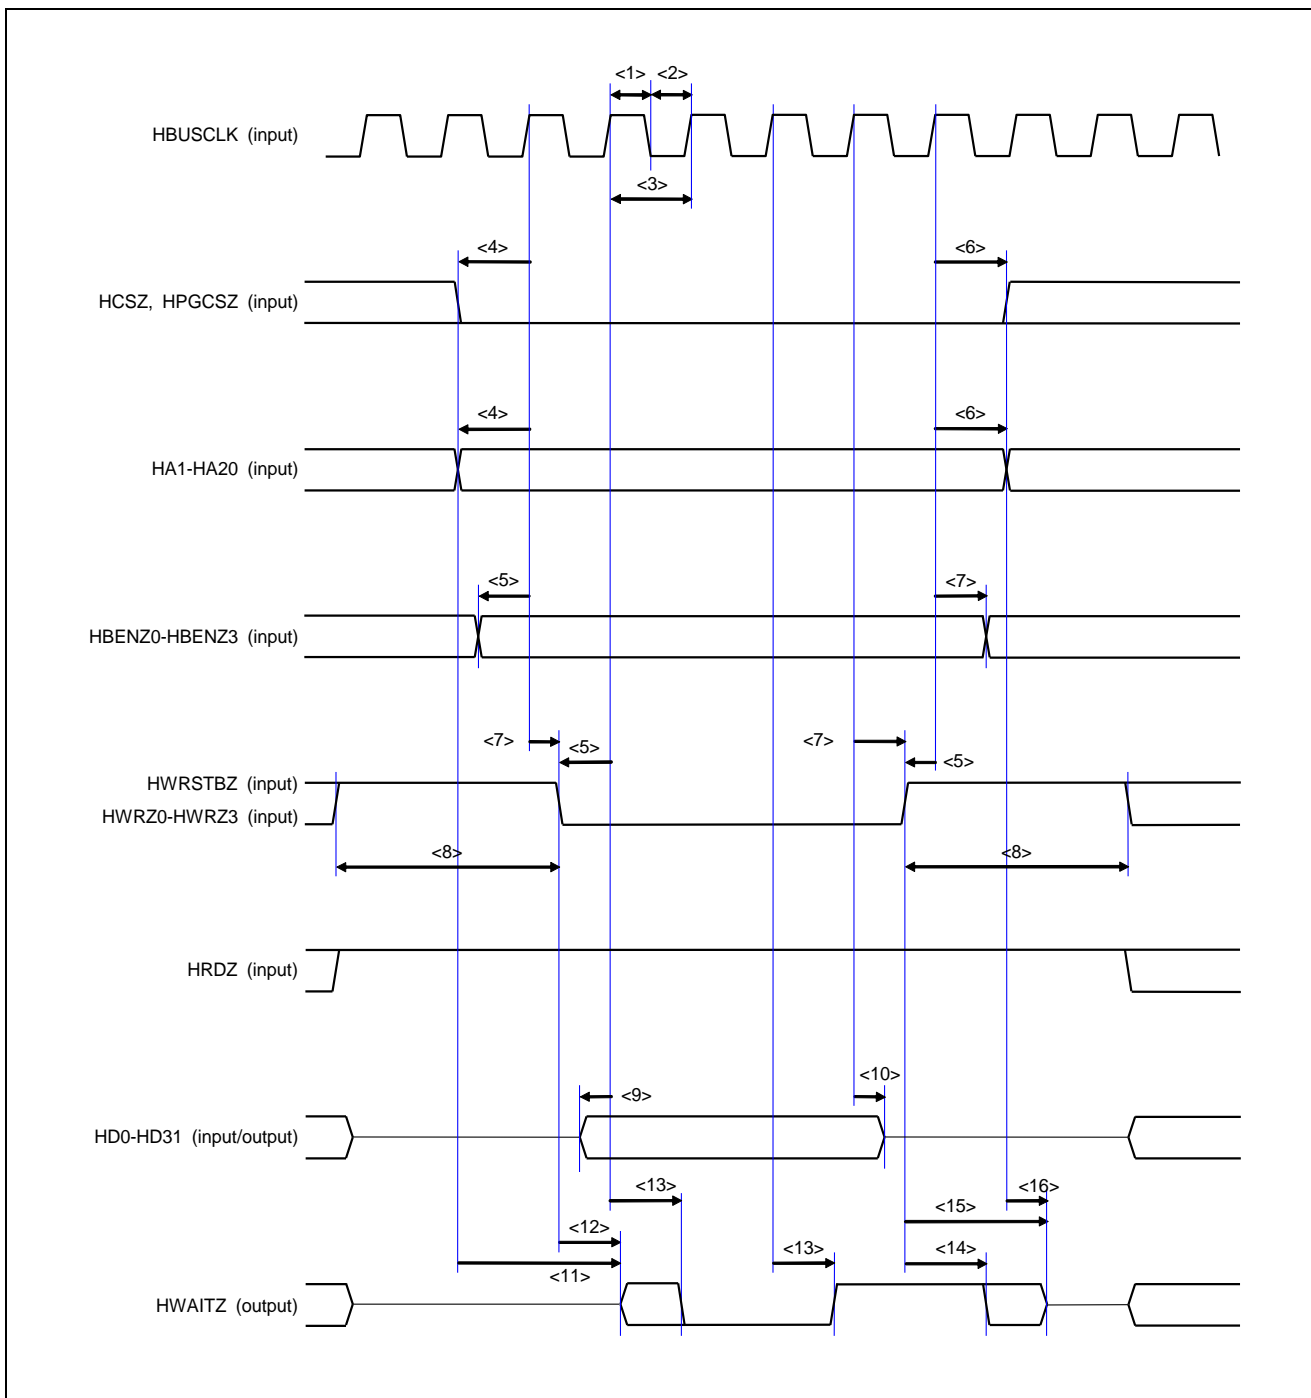 <1> <2>
HBUSCLK (input)
<3>
<4> <6>
HCSZ, HPGCSZ (input)
<4> <6>
HA1-HA20 (input)
<5> <7>
HBENZ0-HBENZ3 (input)
<7> <5> <7> <5>
HWRSTBZ (input)
HWRZ0-HWRZ3 (input)
<8> <8>
HRDZ (input)
<10>
<9>
HD0-HD31 (input/output)
<13> <16>
<15>
<12>
<13> <14>
<11>
HWAITZ (output)